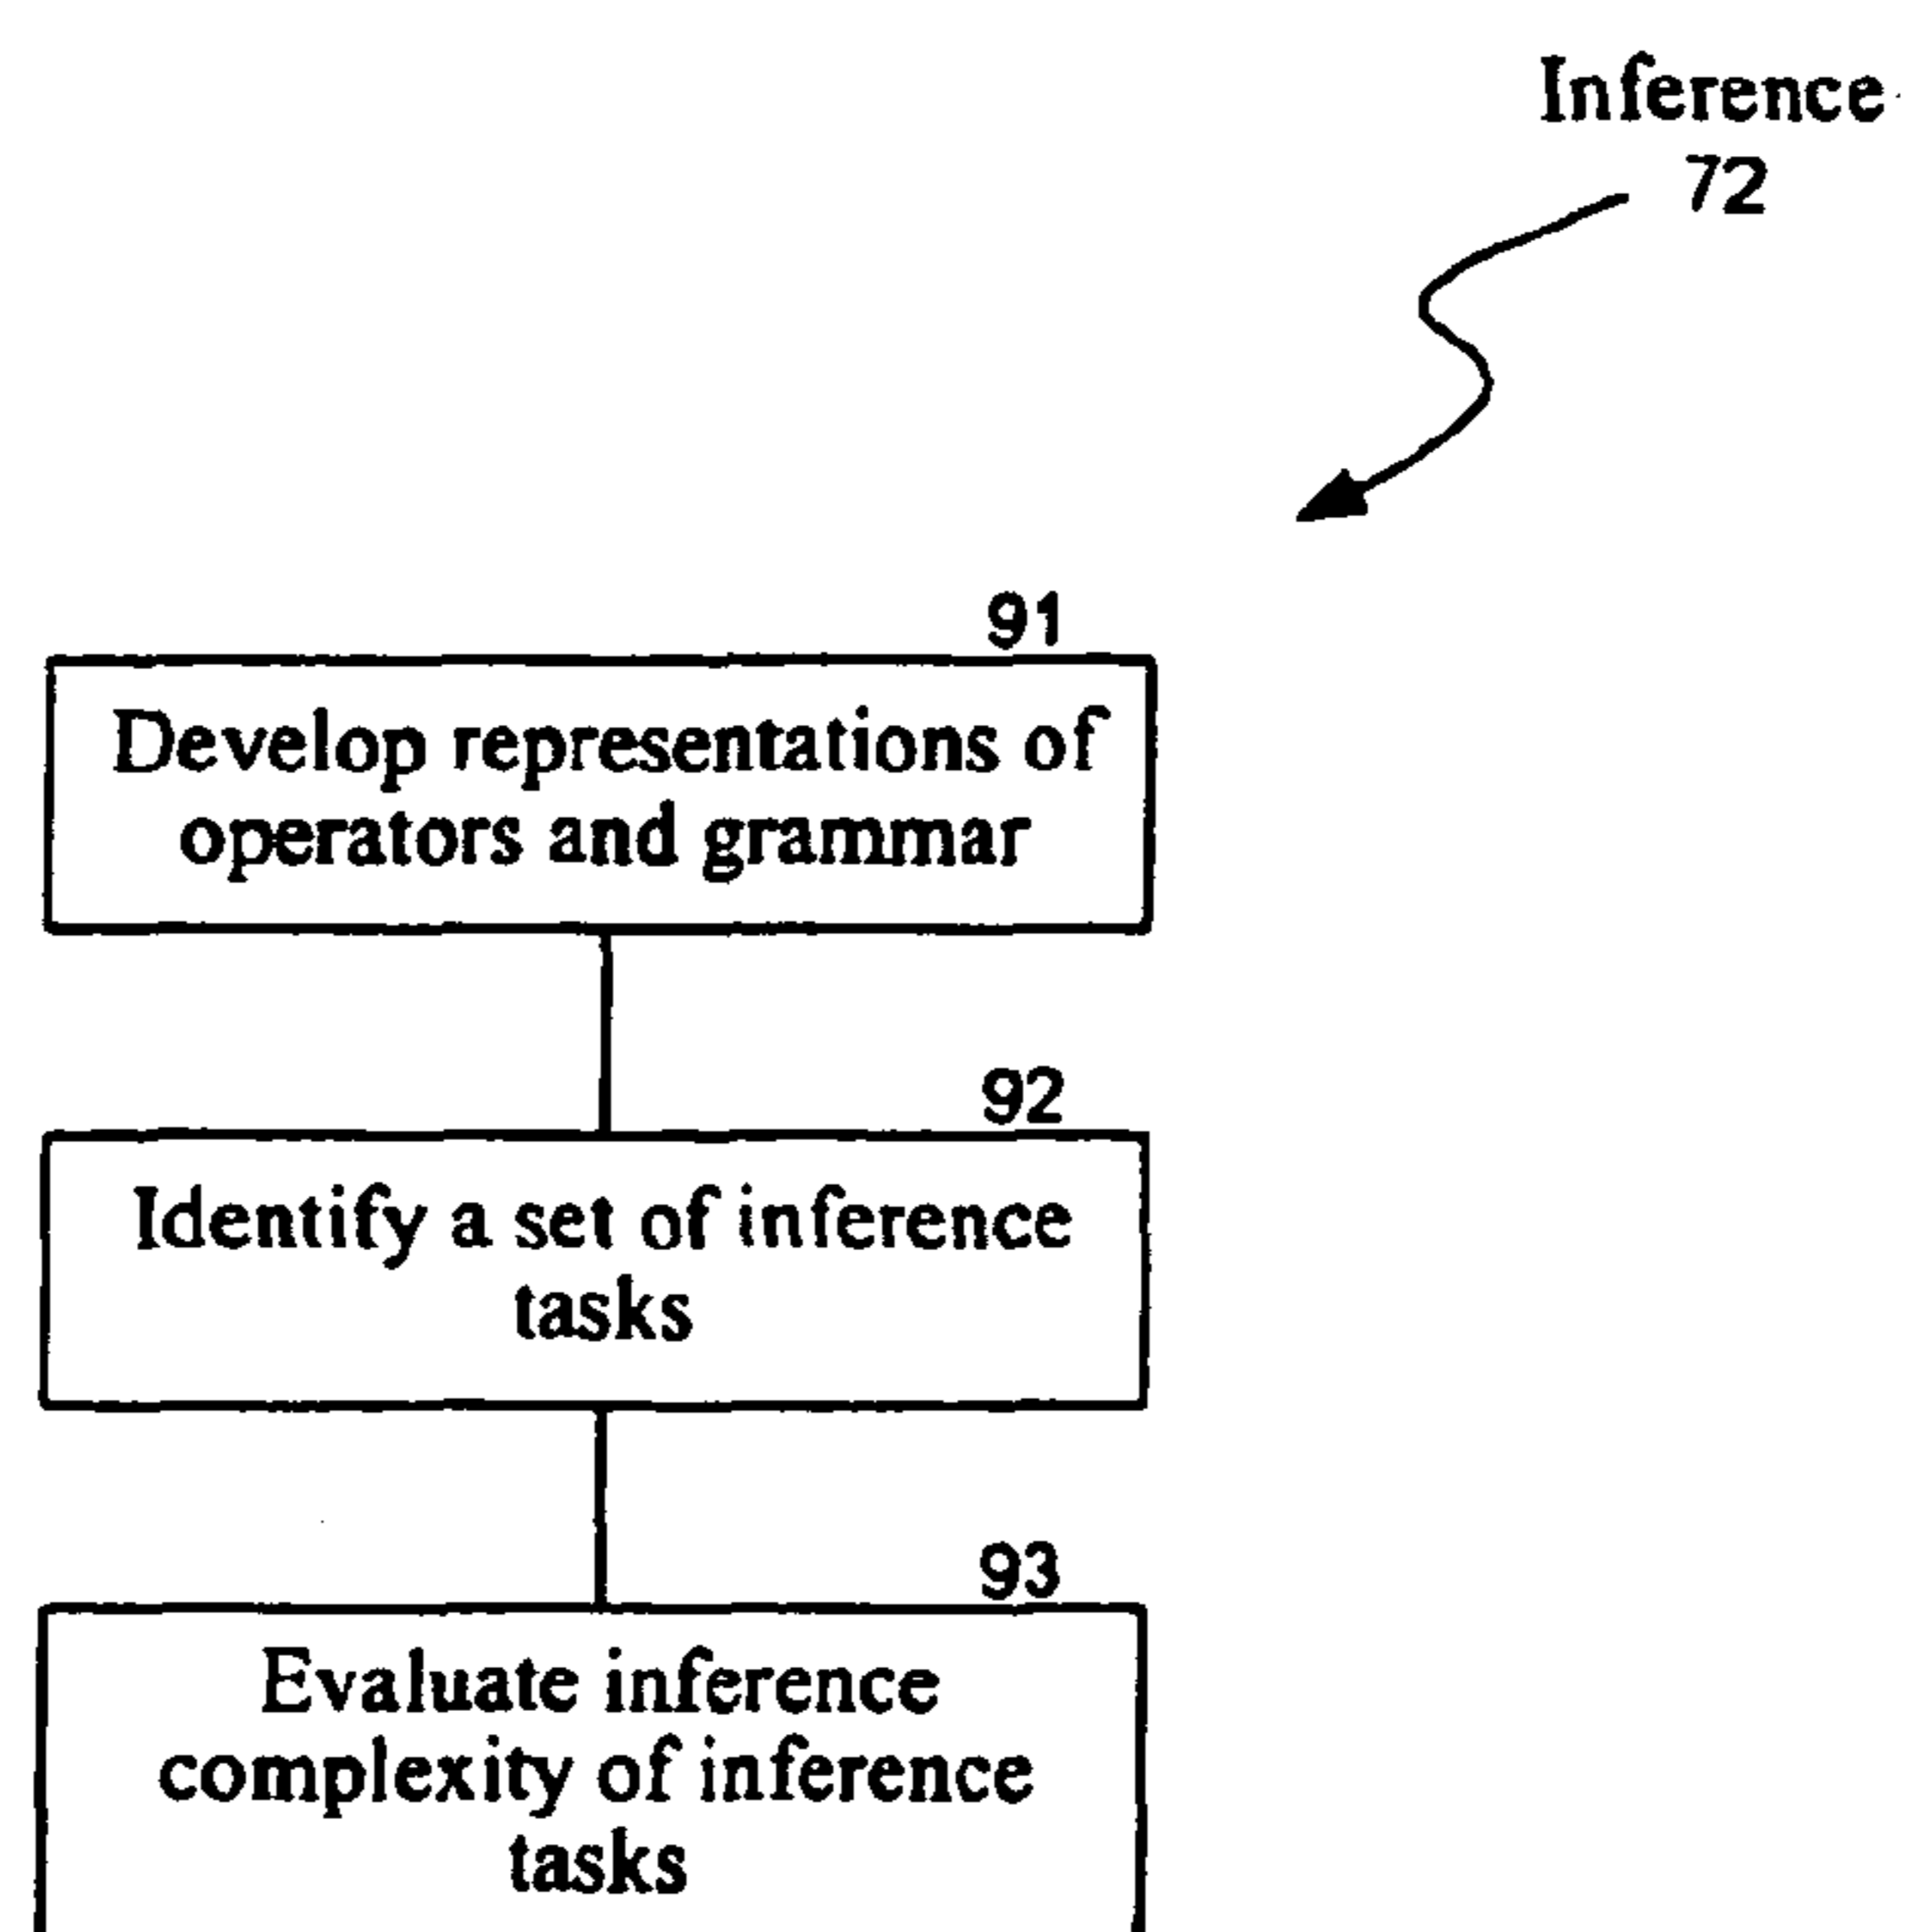 Inference
72
91
Develop representations of
operators and grammar
92
Identify a set of inference
tasks
93
Evaluate inference
complexity of inference
tasks